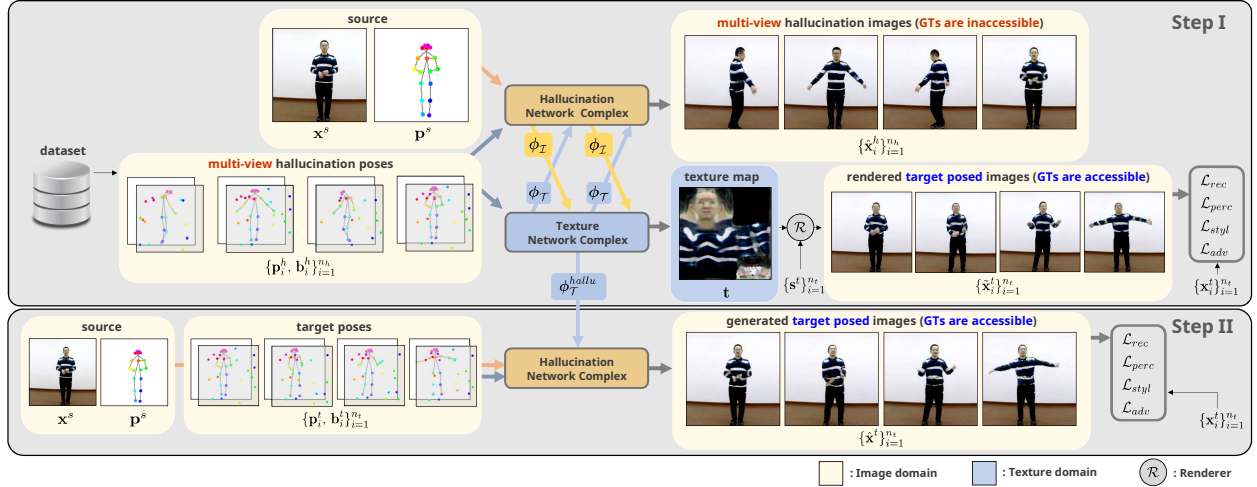 Step I
source
x^s
p^s
multi-view hallucination images (GTs are inaccessible)
{x̂_i^h}_{i=1}^{n_h}
Hallucination
Network Complex
dataset
multi-view hallucination poses
{p_i^h, b_i^h}_{i=1}^{n_h}
ϕ_I
ϕ_I
ϕ_T
ϕ_T
Texture
Network Complex
ϕ_T^{hallu}
texture map
t
R
{s^t}_{i=1}^{n_t}
rendered target posed images (GTs are accessible)
{x̃_i^t}_{i=1}^{n_t}
L_rec
L_perc
L_styl
L_adv
{x_i^t}_{i=1}^{n_t}
Step II
source
x^s
p^s
target poses
{p_i^t, b_i^t}_{i=1}^{n_t}
Hallucination
Network Complex
generated target posed images (GTs are accessible)
{x̂^t}_{i=1}^{n_t}
L_rec
L_perc
L_styl
L_adv
{x_i^t}_{i=1}^{n_t}
: Image domain
: Texture domain
R : Renderer